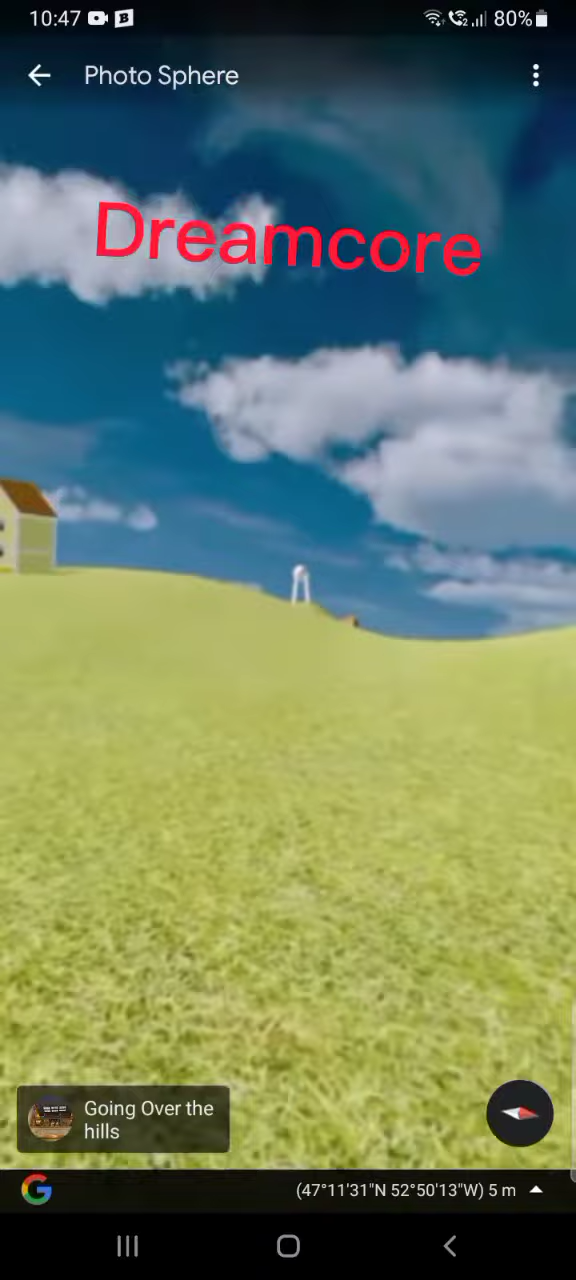 10:47
80%
Photo Sphere
Dreamcore
Going Over the
hills
(47°11'31"N 52°50'13"W) 5 m